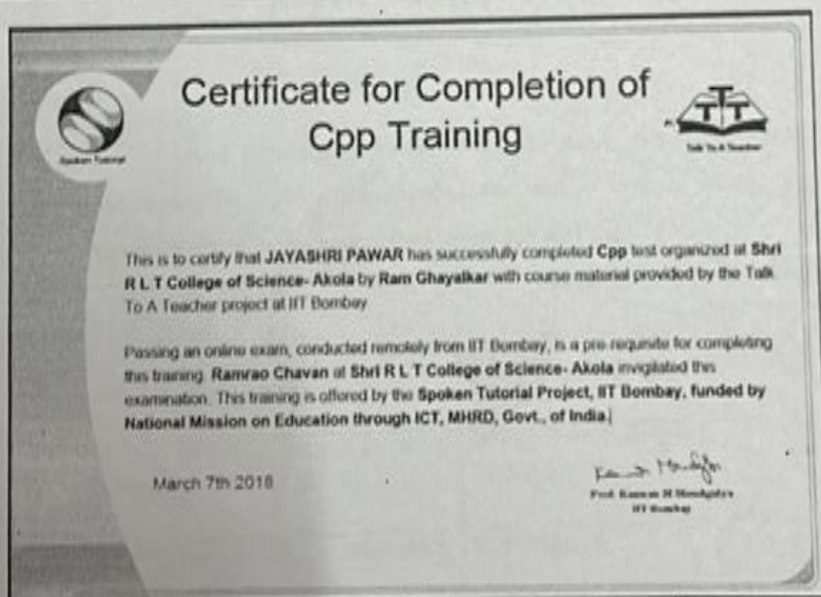 Certificate for Completion of
Cpp Training
Spoken Tutorial
TTT
Talk To A Teacher
This is to certify that JAYASHRI PAWAR has successfully completed Cpp test organized at Shri
R L T College of Science- Akola by Ram Ghayalkar with course material provided by the Talk
To A Teacher project at IIT Bombay
Passing an online exam, conducted remotely from IIT Bombay, is a pre requisite for completing
this training. Ramrao Chavan at Shri R L T College of Science- Akola invigilated this
examination. This training is offered by the Spoken Tutorial Project, IIT Bombay, funded by
National Mission on Education through ICT, MHRD, Govt., of India.
March 7th 2018
Prof. Kannan M Moudgalya
IIT Bombay